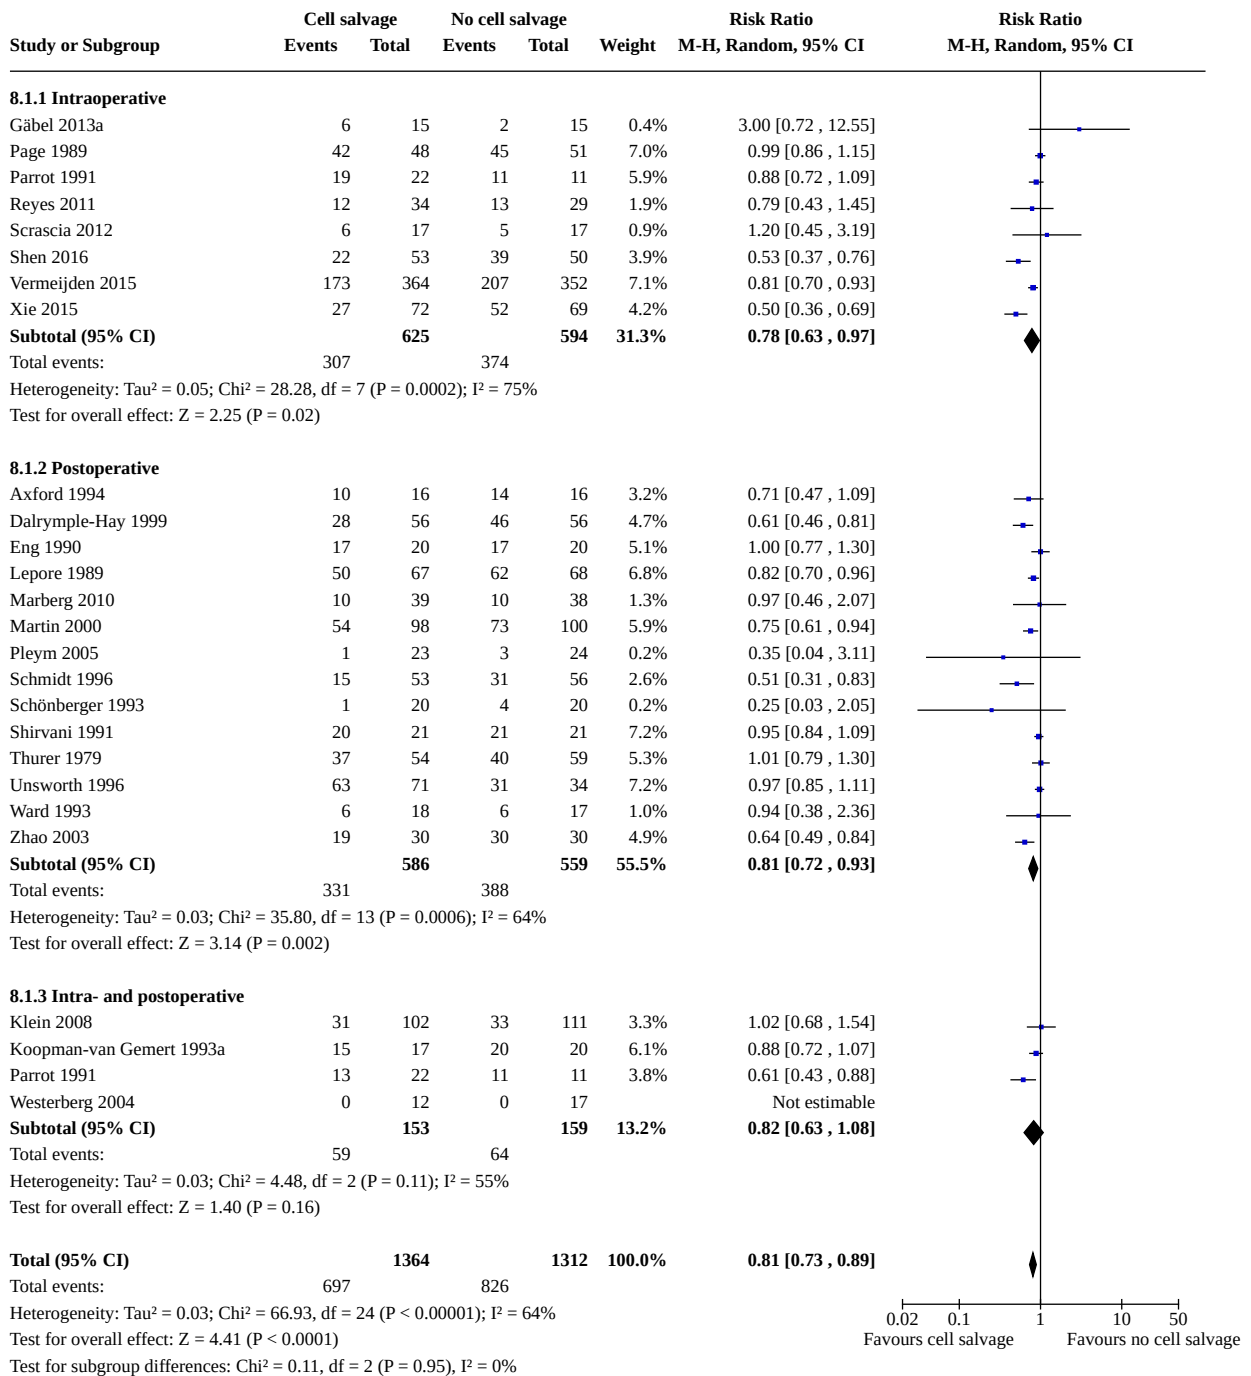 Cell salvage No cell salvage Risk Ratio Risk Ratio
Study or Subgroup Events Total Events Total Weight M-H, Random, 95% CI M-H, Random, 95% CI
8.1.1 Intraoperative
Gäbel 2013a 6 15 2 15 0.4% 3.00 [0.72 , 12.55]
Page 1989 42 48 45 51 7.0% 0.99 [0.86 , 1.15]
Parrot 1991 19 22 11 11 5.9% 0.88 [0.72 , 1.09]
Reyes 2011 12 34 13 29 1.9% 0.79 [0.43 , 1.45]
Scrascia 2012 6 17 5 17 0.9% 1.20 [0.45 , 3.19]
Shen 2016 22 53 39 50 3.9% 0.53 [0.37 , 0.76]
Vermeijden 2015 173 364 207 352 7.1% 0.81 [0.70 , 0.93]
Xie 2015 27 72 52 69 4.2% 0.50 [0.36 , 0.69]
Subtotal (95% CI) 625 594 31.3% 0.78 [0.63 , 0.97]
Total events: 307 374
Heterogeneity: Tau² = 0.05; Chi² = 28.28, df = 7 (P = 0.0002); I² = 75%
Test for overall effect: Z = 2.25 (P = 0.02)
8.1.2 Postoperative
Axford 1994 10 16 14 16 3.2% 0.71 [0.47 , 1.09]
Dalrymple-Hay 1999 28 56 46 56 4.7% 0.61 [0.46 , 0.81]
Eng 1990 17 20 17 20 5.1% 1.00 [0.77 , 1.30]
Lepore 1989 50 67 62 68 6.8% 0.82 [0.70 , 0.96]
Marberg 2010 10 39 10 38 1.3% 0.97 [0.46 , 2.07]
Martin 2000 54 98 73 100 5.9% 0.75 [0.61 , 0.94]
Pleym 2005 1 23 3 24 0.2% 0.35 [0.04 , 3.11]
Schmidt 1996 15 53 31 56 2.6% 0.51 [0.31 , 0.83]
Schönberger 1993 1 20 4 20 0.2% 0.25 [0.03 , 2.05]
Shirvani 1991 20 21 21 21 7.2% 0.95 [0.84 , 1.09]
Thurer 1979 37 54 40 59 5.3% 1.01 [0.79 , 1.30]
Unsworth 1996 63 71 31 34 7.2% 0.97 [0.85 , 1.11]
Ward 1993 6 18 6 17 1.0% 0.94 [0.38 , 2.36]
Zhao 2003 19 30 30 30 4.9% 0.64 [0.49 , 0.84]
Subtotal (95% CI) 586 559 55.5% 0.81 [0.72 , 0.93]
Total events: 331 388
Heterogeneity: Tau² = 0.03; Chi² = 35.80, df = 13 (P = 0.0006); I² = 64%
Test for overall effect: Z = 3.14 (P = 0.002)
8.1.3 Intra- and postoperative
Klein 2008 31 102 33 111 3.3% 1.02 [0.68 , 1.54]
Koopman-van Gemert 1993a 15 17 20 20 6.1% 0.88 [0.72 , 1.07]
Parrot 1991 13 22 11 11 3.8% 0.61 [0.43 , 0.88]
Westerberg 2004 0 12 0 17 Not estimable
Subtotal (95% CI) 153 159 13.2% 0.82 [0.63 , 1.08]
Total events: 59 64
Heterogeneity: Tau² = 0.03; Chi² = 4.48, df = 2 (P = 0.11); I² = 55%
Test for overall effect: Z = 1.40 (P = 0.16)
Total (95% CI) 1364 1312 100.0% 0.81 [0.73 , 0.89]
Total events: 697 826
Heterogeneity: Tau² = 0.03; Chi² = 66.93, df = 24 (P < 0.00001); I² = 64%
0.02 0.1 1 10 50
Test for overall effect: Z = 4.41 (P < 0.0001)
Favours cell salvage Favours no cell salvage
Test for subgroup differences: Chi² = 0.11, df = 2 (P = 0.95), I² = 0%